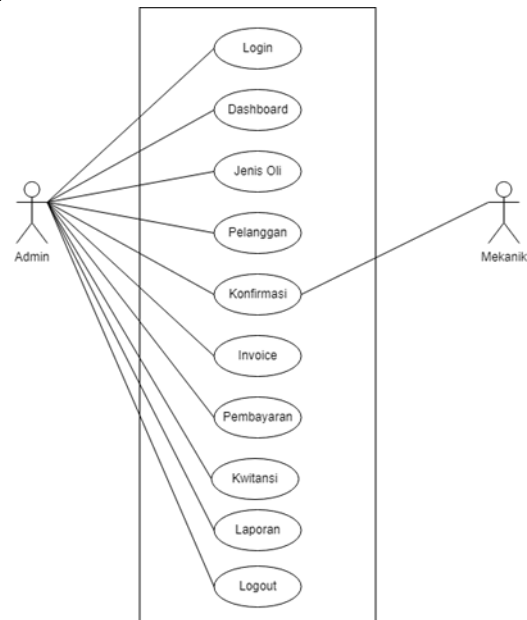 Login
Dashboard
Jenis Oli
Pelanggan
Admin
Mekanik
Konfirmasi
Invoice
Pembayaran
Kwitansi
Laporan
Logout